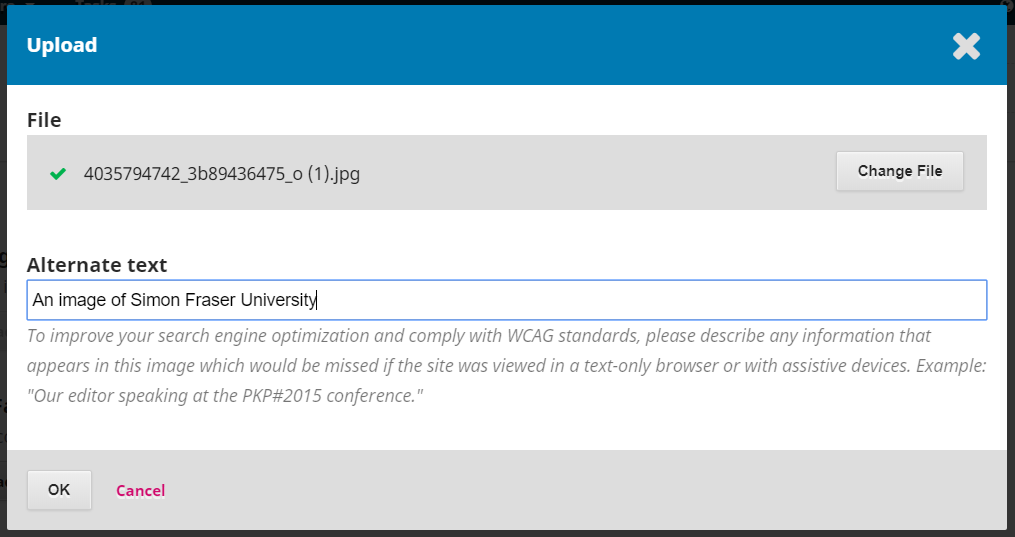 Upload
File
4035794742_3b89436475_o (1).jpg
Change File
Alternate text
An image of Simon Fraser University
To improve your search engine optimization and comply with WCAG standards, please describe any information that
appears in this image which would be missed if the site was viewed in a text-only browser or with assistive devices. Example:
"Our editor speaking at the PKP#2015 conference."
OK
Cancel